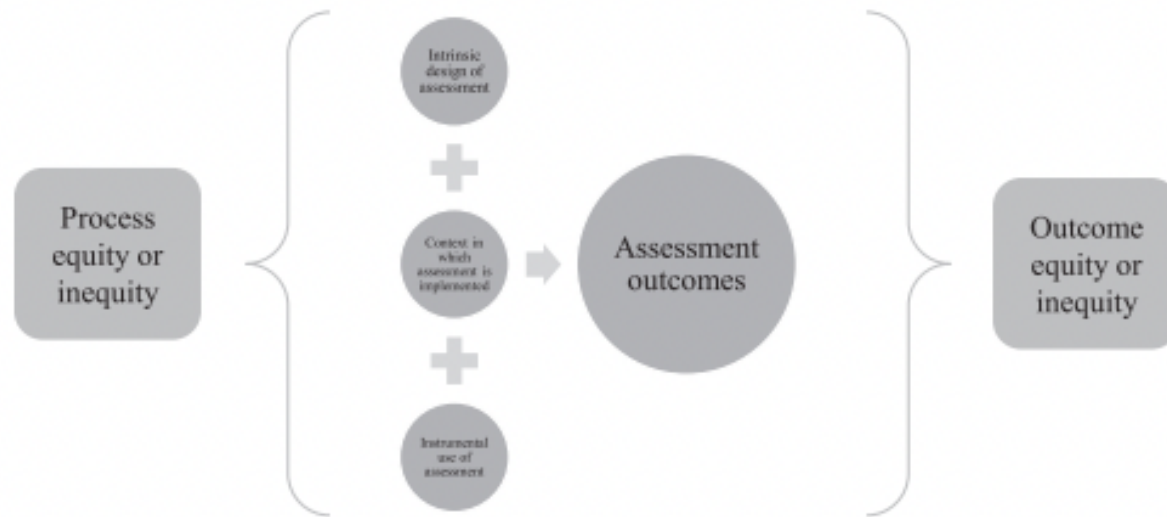 Process
equity or
inequity
Intrinsic
design of
assessment
Context in
which
assessment is
implemented
Instrumental
use of
assessment
Assessment
outcomes
Outcome
equity or
inequity